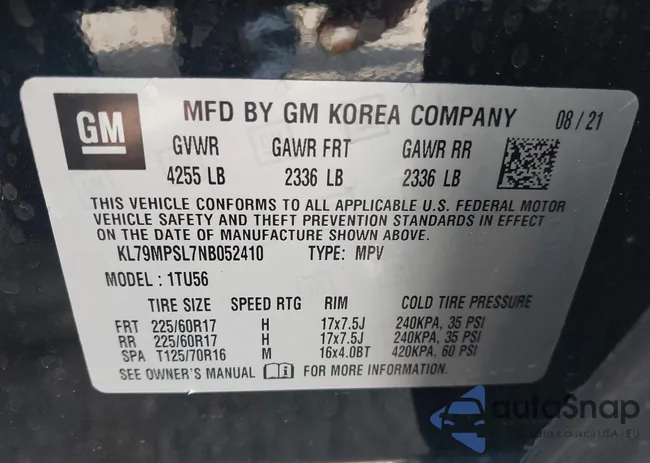 GM
MFD BY GM KOREA COMPANY 08 / 21
GVWR GAWR FRT GAWR RR
4255 LB 2336 LB 2336 LB
THIS VEHICLE CONFORMS TO ALL APPLICABLE U.S. FEDERAL MOTOR
VEHICLE SAFETY AND THEFT PREVENTION STANDARDS IN EFFECT
ON THE DATE OF MANUFACTURE SHOWN ABOVE.
KL79MPSL7NB052410 TYPE: MPV
MODEL : 1TU56
TIRE SIZE SPEED RTG RIM COLD TIRE PRESSURE
FRT 225/60R17 H 17x7.5J 240KPA, 35 PSI
RR 225/60R17 H 17x7.5J 240KPA, 35 PSI
SPA T125/70R16 M 16x4.0BT 420KPA, 60 PSI
SEE OWNER'S MANUAL FOR MORE INFORMATION.
autoSnap
z aukcji USA - EU